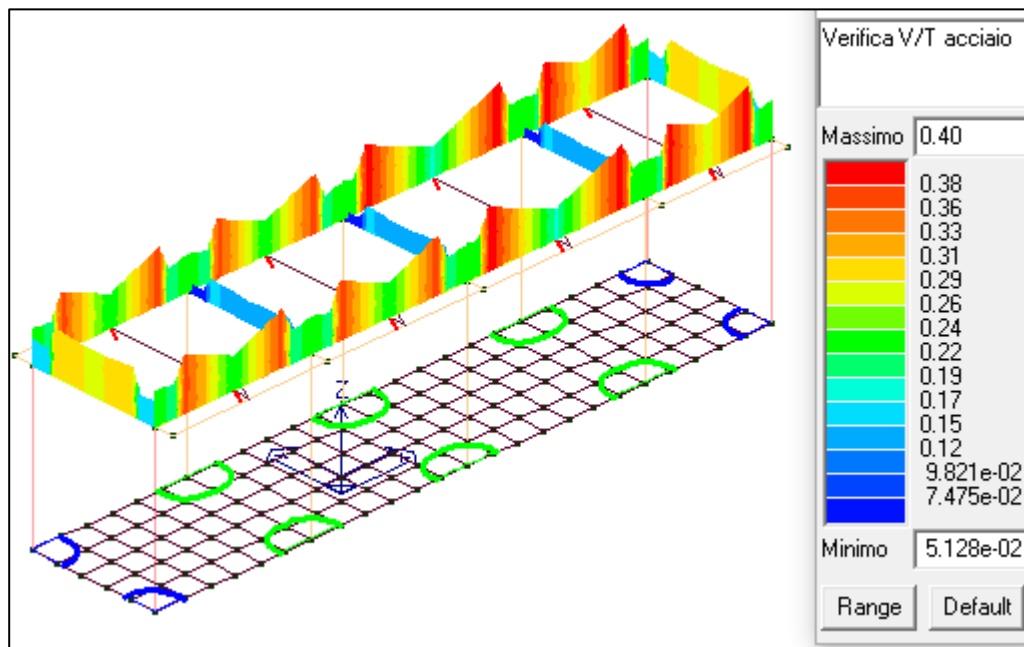 Verifica V/T acciaio
Massimo 0.40
0.38
0.36
0.33
0.31
0.29
0.26
0.24
0.22
0.19
0.17
0.15
0.12
9.821e-02
7.475e-02
Minimo 5.128e-02
Range Default
Z